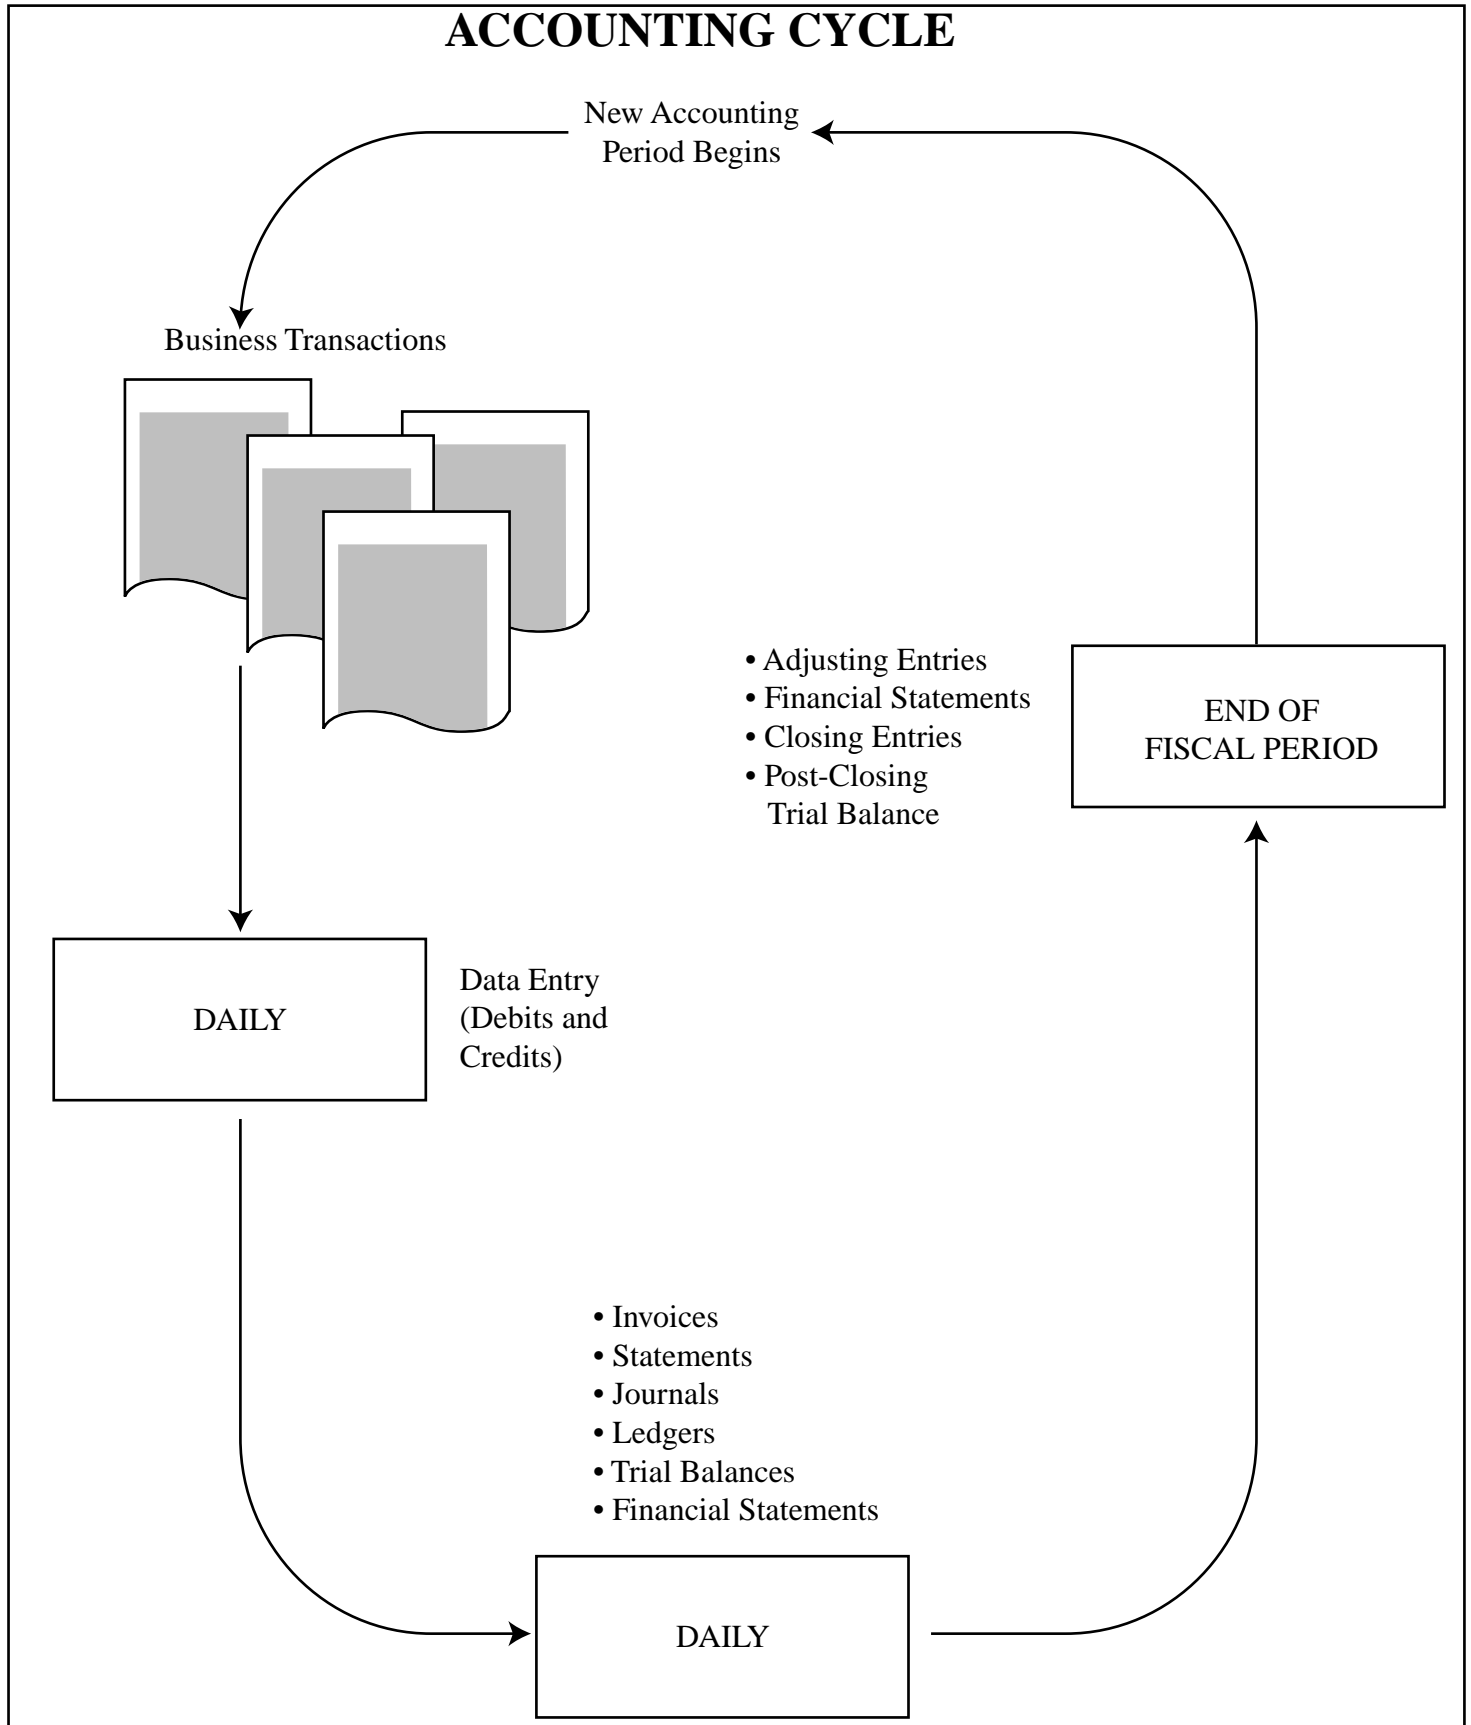 ACCOUNTING CYCLE
New Accounting
Period Begins
Business Transactions
• Adjusting Entries
• Financial Statements
• Closing Entries
• Post-Closing
Trial Balance
END OF
FISCAL PERIOD
DAILY
Data Entry
(Debits and
Credits)
• Invoices
• Statements
• Journals
• Ledgers
• Trial Balances
• Financial Statements
DAILY